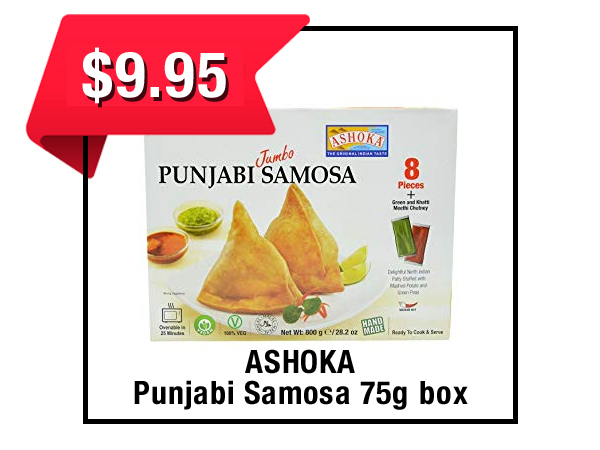 $9.95
ASHOKA
THE ORIGINAL INDIAN TASTE
Jumbo
PUNJABI SAMOSA
8
Pieces
+
Green and Khatti
Meethi Chutney
Delightful North Indian
Patty Stuffed with
Mashed Potato and
Green Peas
Ovenable in
25 Minutes
VEGAN
100% VEG
Net Wt: 800 g ℮/ 28.2 oz
HAND
MADE
Ready To Cook & Serve
ASHOKA
Punjabi Samosa 75g box